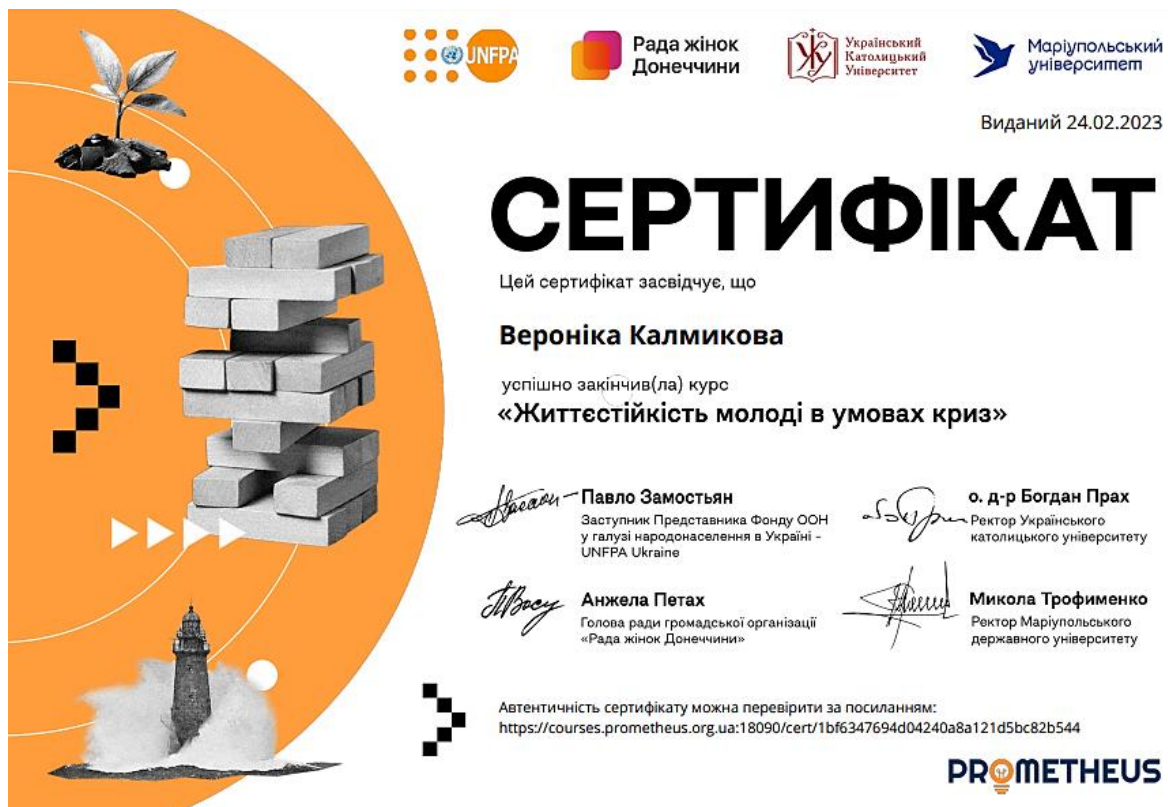 UNFPA
Рада жінок
Донеччини
Український
Католицький
Університет
Маріупольський
університет
Виданий 24.02.2023
СЕРТИФІКАТ
Цей сертифікат засвідчує, що
Вероніка Калмикова
успішно закінчив(ла) курс
«Життєстійкість молоді в умовах криз»
Павло Замостьян
Заступник Представника Фонду ООН
у галузі народонаселення в Україні -
UNFPA Ukraine
о. д-р Богдан Прах
Ректор Українського
католицького університету
Анжела Петах
Голова ради громадської організації
«Рада жінок Донеччини»
Микола Трофименко
Ректор Маріупольського
державного університету
Автентичність сертифікату можна перевірити за посиланням:
https://courses.prometheus.org.ua:18090/cert/1bf6347694d04240a8a121d5bc82b544
PROMETHEUS